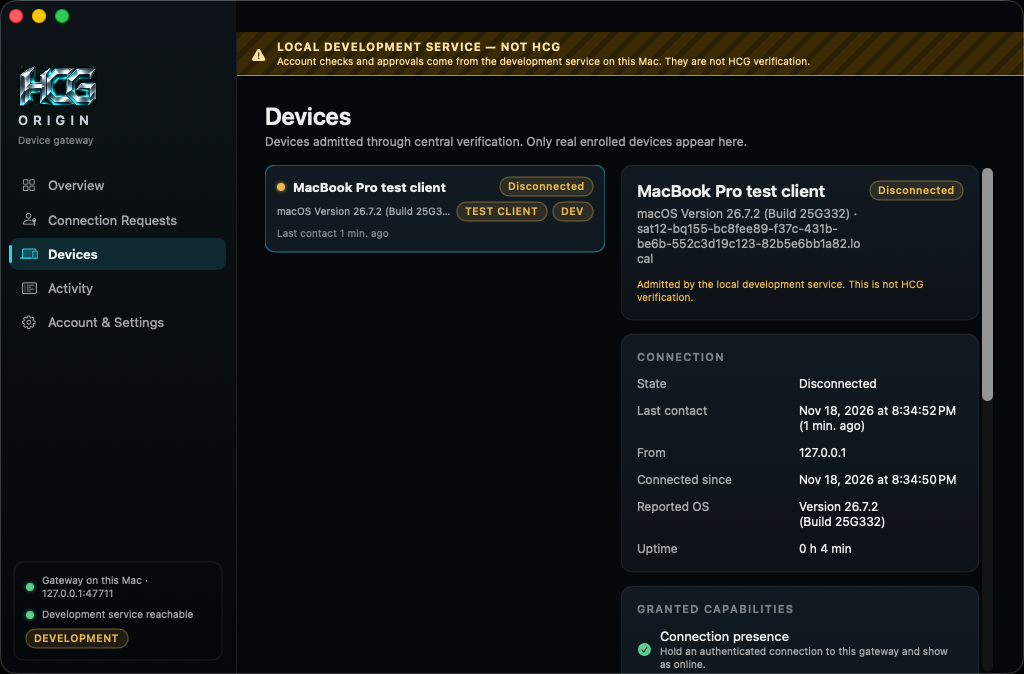 HCG
ORIGIN
Device gateway
Overview
Connection Requests
Devices
Activity
Account & Settings
Gateway on this Mac ·
127.0.0.1:47711
Development service reachable
DEVELOPMENT
LOCAL DEVELOPMENT SERVICE — NOT HCG
Account checks and approvals come from the development service on this Mac. They are not HCG verification.
Devices
Devices admitted through central verification. Only real enrolled devices appear here.
MacBook Pro test client Disconnected
macOS Version 26.7.2 (Build 25G3... TEST CLIENT DEV
Last contact 1 min. ago
MacBook Pro test client Disconnected
macOS Version 26.7.2 (Build 25G332) ·
sat12-bq155-bc8fee89-f37c-431b-
be6b-552c3d19c123-82b5e6bb1a82.lo
cal
Admitted by the local development service. This is not HCG
verification.
CONNECTION
State Disconnected
Last contact Nov 18, 2026 at 8:34:52 PM
(1 min. ago)
From 127.0.0.1
Connected since Nov 18, 2026 at 8:34:50 PM
Reported OS Version 26.7.2
(Build 25G332)
Uptime 0 h 4 min
GRANTED CAPABILITIES
Connection presence
Hold an authenticated connection to this gateway and show
as online.